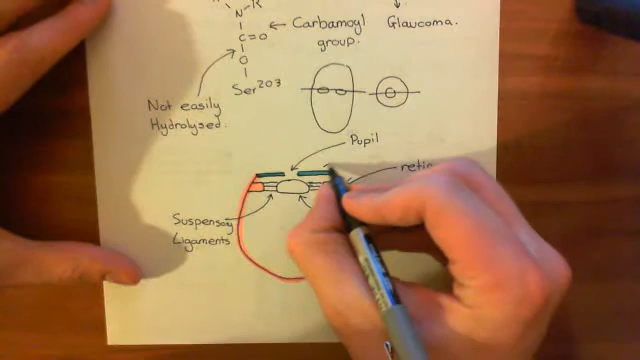 N-R
C=O
O
Ser203
Carbamoyl
group.
Glaucoma.
Not easily
Hydrolysed.
Pupil
Suspensory
Ligaments